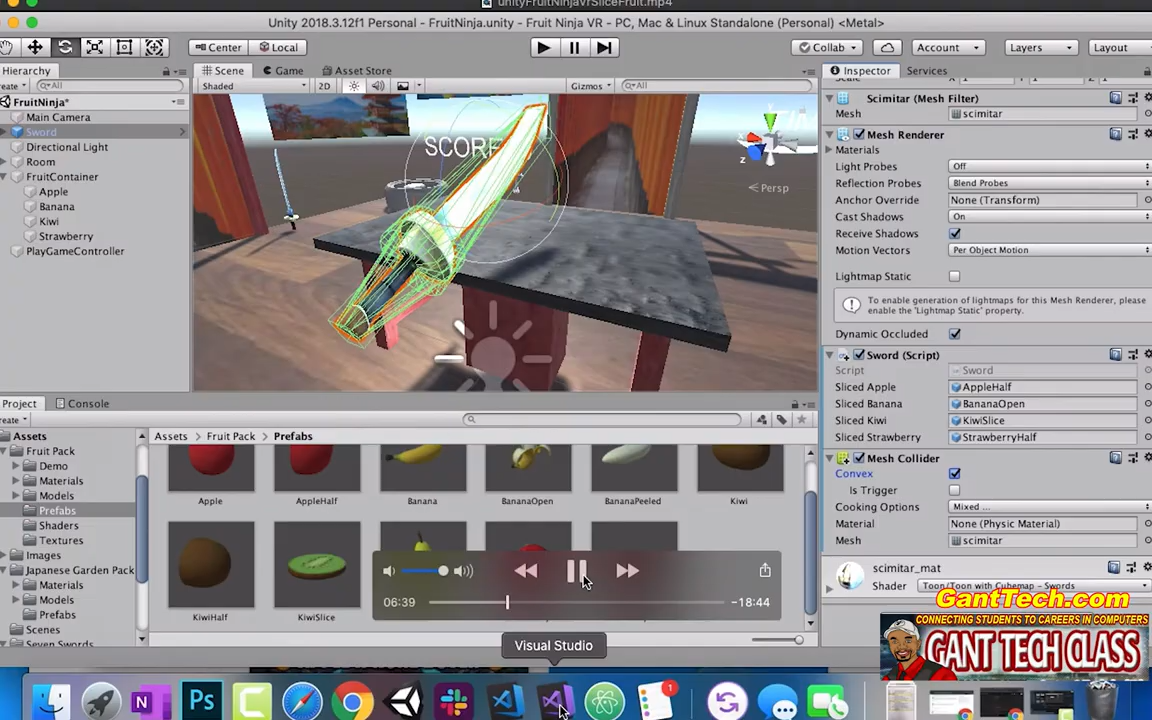 unityFruitNinjaVrSliceFruit.mp4
Unity 2018.3.12f1 Personal - FruitNinja.unity - Fruit Ninja VR - PC, Mac & Linux Standalone (Personal) <Metal>
Center
Local
Collab
Account
Layers
Layout
Hierarchy
Scene
Game
Asset Store
Inspector
Services
reate
All
Shaded
2D
Gizmos
All
FruitNinja*
Main Camera
Sword
Directional Light
Room
FruitContainer
Apple
Banana
Kiwi
Strawberry
PlayGameController
SCORE
y
z
Persp
Scale
Scimitar (Mesh Filter)
Mesh
scimitar
Mesh Renderer
Materials
Light Probes
Off
Reflection Probes
Blend Probes
Anchor Override
None (Transform)
Cast Shadows
On
Receive Shadows
Motion Vectors
Per Object Motion
Lightmap Static
To enable generation of lightmaps for this Mesh Renderer, please
enable the 'Lightmap Static' property.
Dynamic Occluded
Sword (Script)
Script
Sword
Sliced Apple
AppleHalf
Sliced Banana
BananaOpen
Sliced Kiwi
KiwiSlice
Sliced Strawberry
StrawberryHalf
Mesh Collider
Convex
Is Trigger
Cooking Options
Mixed ...
Material
None (Physic Material)
Mesh
scimitar
scimitar_mat
Shader
Toon/Toon with Cubemap - Swords
Project
Console
reate
Assets
Fruit Pack
Demo
Materials
Models
Prefabs
Shaders
Textures
Images
Japanese Garden Pack
Materials
Models
Prefabs
Scenes
Seven Swords
Assets
Fruit Pack
Prefabs
Apple
AppleHalf
Banana
BananaOpen
BananaPeeled
Kiwi
KiwiHalf
KiwiSlice
06:39
-18:44
Visual Studio
GantTech.com
CONNECTING STUDENTS TO CAREERS IN COMPUTERS
GANT TECH CLASS
N
Ps
C
1